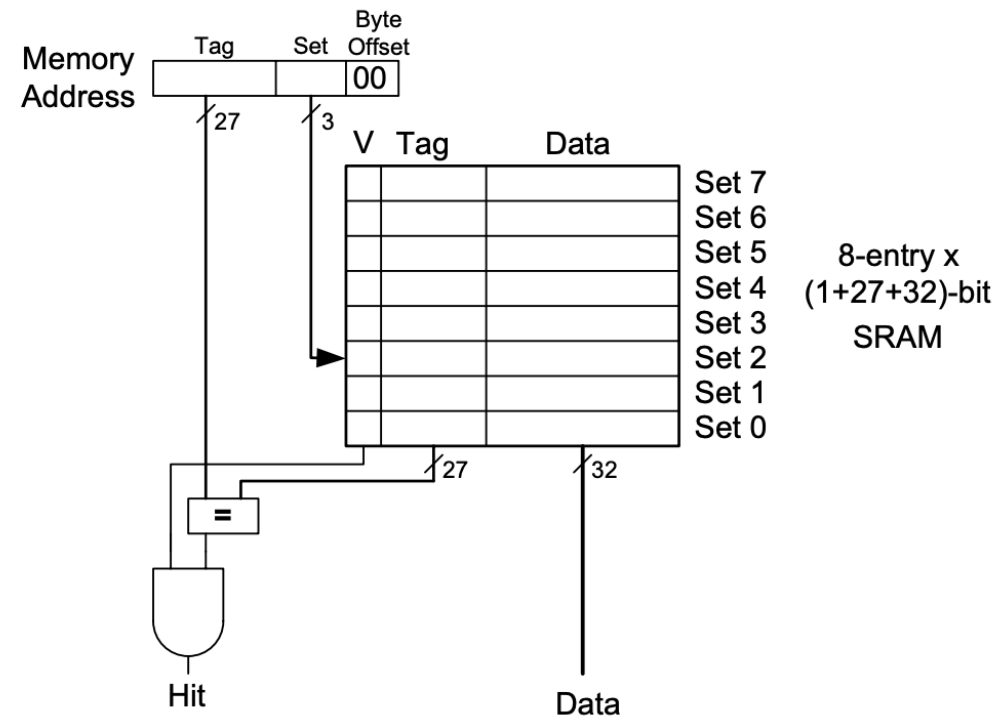 Byte
Tag Set Offset
Memory
Address
00
27 3
V Tag Data
Set 7
Set 6
Set 5
Set 4
Set 3
Set 2
Set 1
Set 0
8-entry x
(1+27+32)-bit
SRAM
27 32
=
Hit
Data